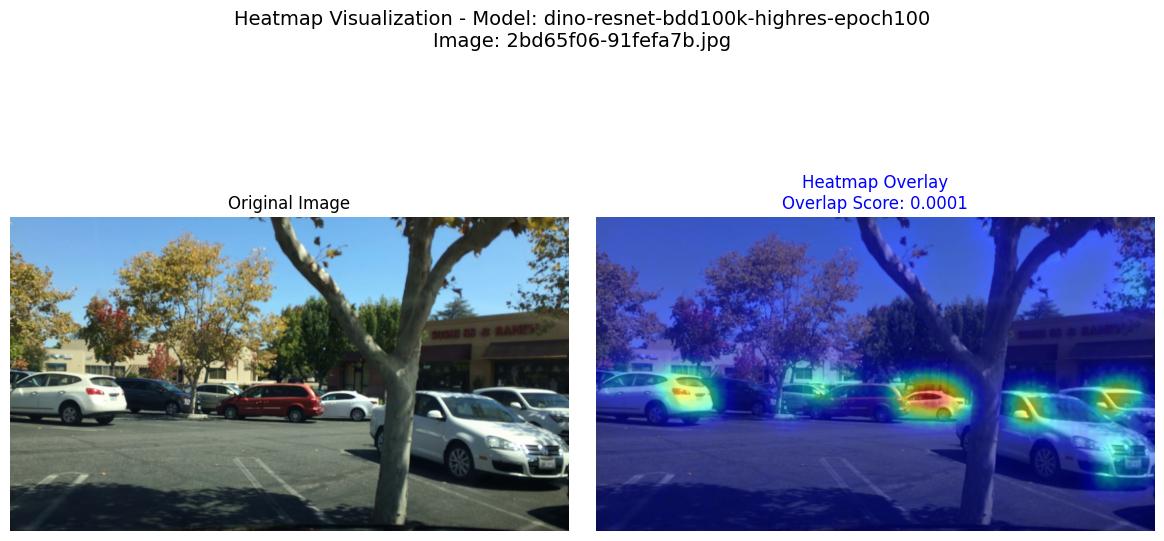 Heatmap Visualization - Model: dino-resnet-bdd100k-highres-epoch100
Image: 2bd65f06-91fefa7b.jpg
Original Image
Heatmap Overlay
Overlap Score: 0.0001